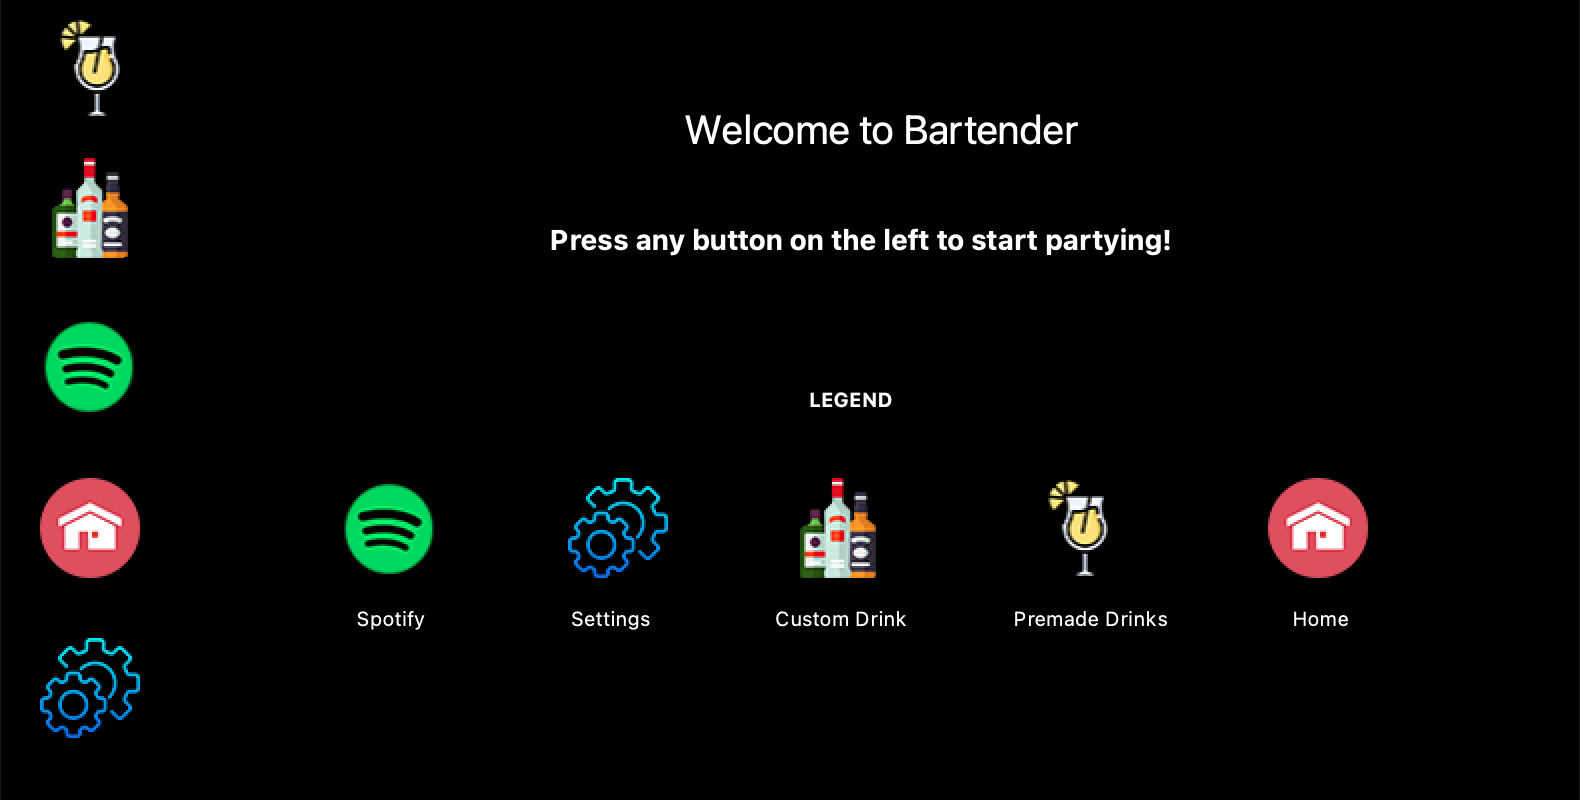 Welcome to Bartender
Press any button on the left to start partying!
LEGEND
Spotify
Settings
Custom Drink
Premade Drinks
Home